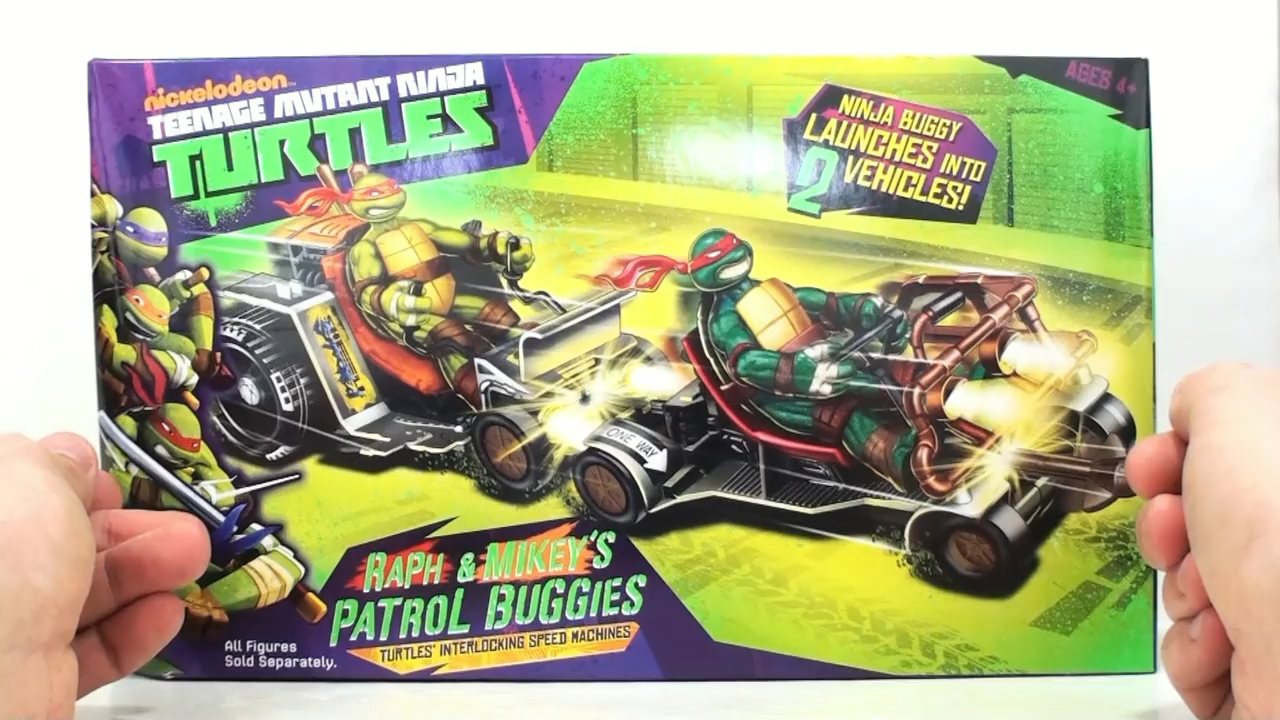 nickelodeon™
TEENAGE MUTANT NINJA
TURTLES
AGES 4+
NINJA BUGGY
LAUNCHES INTO
2 VEHICLES!
ONE WAY
RAPH & MIKEY'S
PATROL BUGGIES
TURTLES' INTERLOCKING SPEED MACHINES
All Figures
Sold Separately.